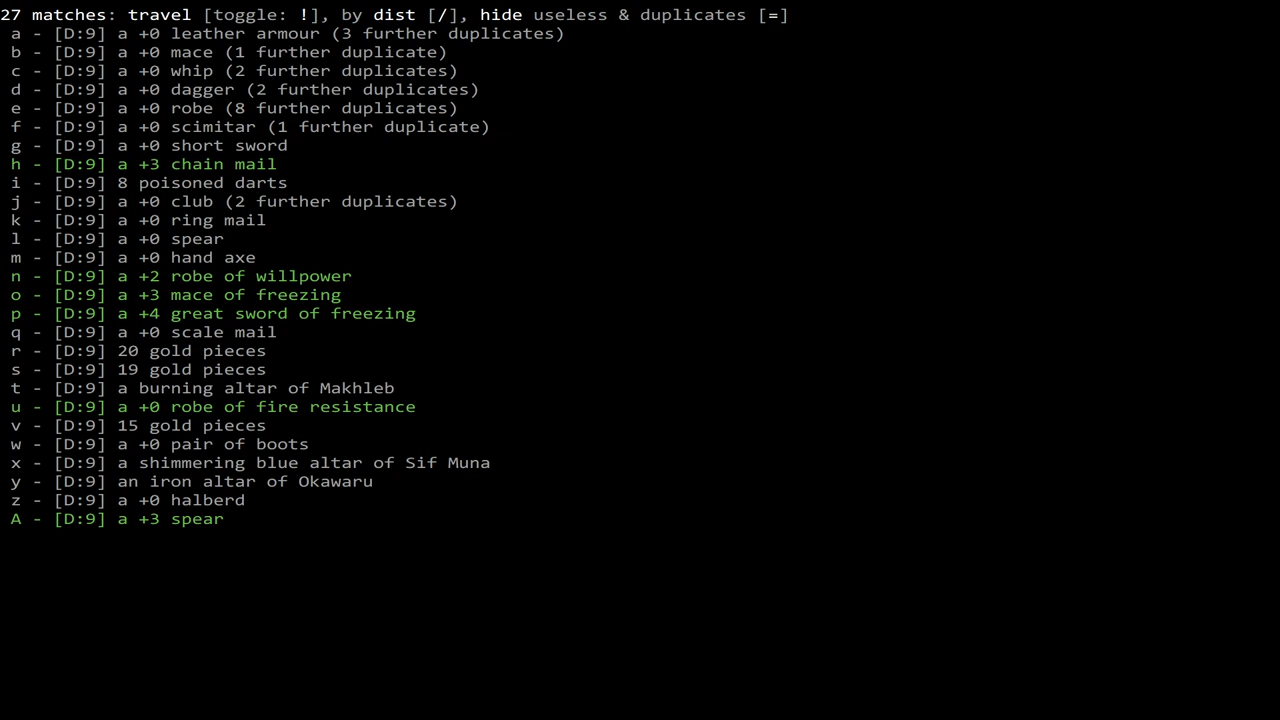 27 matches: travel [toggle: !], by dist [/], hide useless & duplicates [=]
a - [D:9] a +0 leather armour (3 further duplicates)
b - [D:9] a +0 mace (1 further duplicate)
c - [D:9] a +0 whip (2 further duplicates)
d - [D:9] a +0 dagger (2 further duplicates)
e - [D:9] a +0 robe (8 further duplicates)
f - [D:9] a +0 scimitar (1 further duplicate)
g - [D:9] a +0 short sword
h - [D:9] a +3 chain mail
i - [D:9] 8 poisoned darts
j - [D:9] a +0 club (2 further duplicates)
k - [D:9] a +0 ring mail
l - [D:9] a +0 spear
m - [D:9] a +0 hand axe
n - [D:9] a +2 robe of willpower
o - [D:9] a +3 mace of freezing
p - [D:9] a +4 great sword of freezing
q - [D:9] a +0 scale mail
r - [D:9] 20 gold pieces
s - [D:9] 19 gold pieces
t - [D:9] a burning altar of Makhleb
u - [D:9] a +0 robe of fire resistance
v - [D:9] 15 gold pieces
w - [D:9] a +0 pair of boots
x - [D:9] a shimmering blue altar of Sif Muna
y - [D:9] an iron altar of Okawaru
z - [D:9] a +0 halberd
A - [D:9] a +3 spear